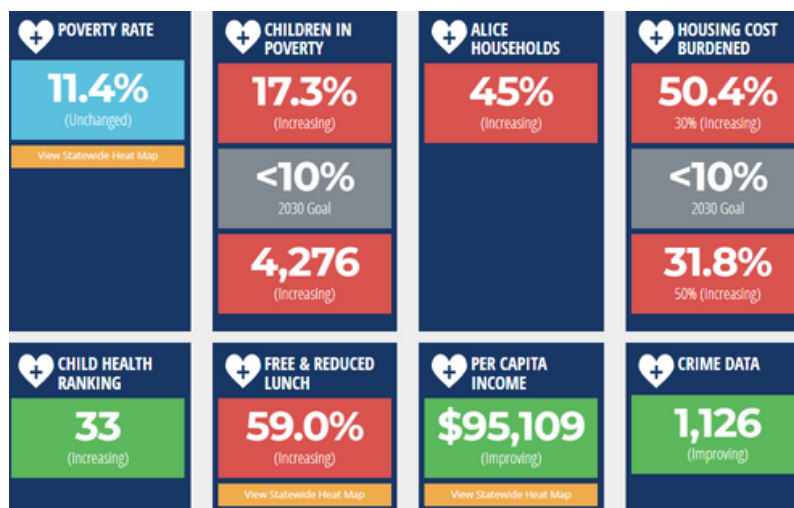 POVERTY RATE
11.4%
(Unchanged)
View Statewide Heat Map
CHILDREN IN
POVERTY
17.3%
(Increasing)
<10%
2030 Goal
4,276
(Increasing)
ALICE
HOUSEHOLDS
45%
(Increasing)
HOUSING COST
BURDENED
50.4%
30% (Increasing)
<10%
2030 Goal
31.8%
50% (Increasing)
CHILD HEALTH
RANKING
33
(Increasing)
FREE & REDUCED
LUNCH
59.0%
(Increasing)
View Statewide Heat Map
PER CAPITA
INCOME
$95,109
(Improving)
View Statewide Heat Map
CRIME DATA
1,126
(Improving)